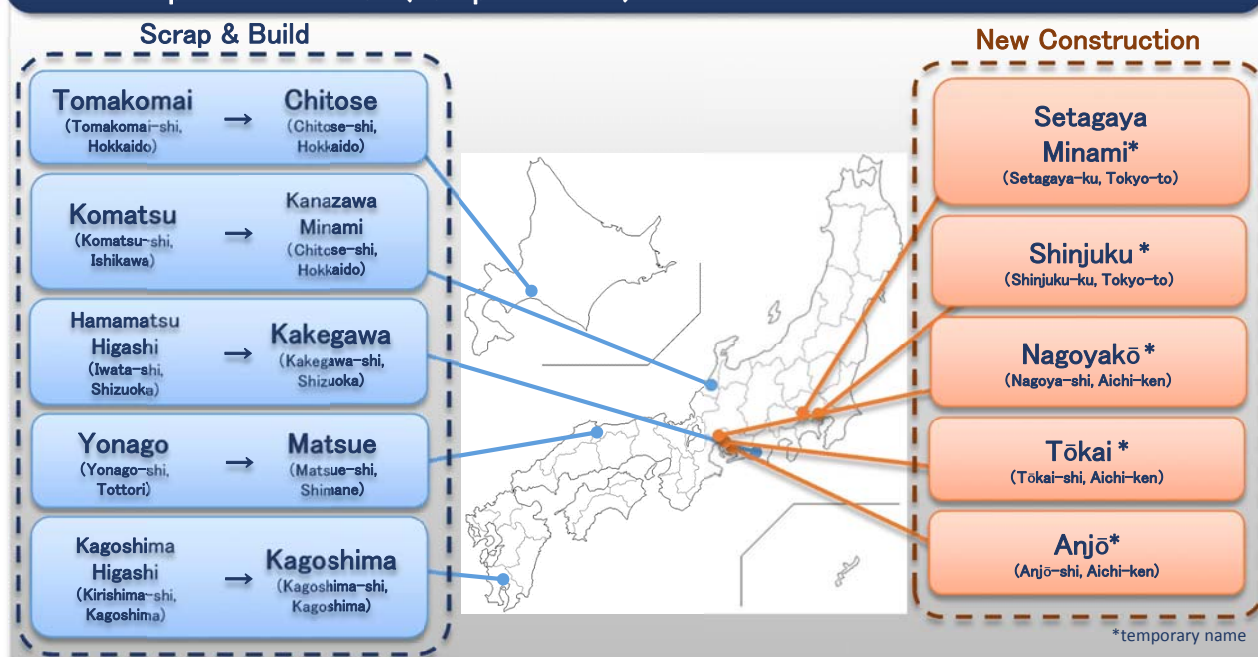 Scrap & Build
Tomakomai
(Tomakomai-shi,
Hokkaido)
→
Chitose
(Chitose-shi,
Hokkaido)
Komatsu
(Komatsu-shi,
Ishikawa)
→
Kanazawa
Minami
(Chitose-shi,
Hokkaido)
Hamamatsu
Higashi
(Iwata-shi,
Shizuoka)
→
Kakegawa
(Kakegawa-shi,
Shizuoka)
Yonago
(Yonago-shi,
Tottori)
→
Matsue
(Matsue-shi,
Shimane)
Kagoshima
Higashi
(Kirishima-shi,
Kagoshima)
→
Kagoshima
(Kagoshima-shi,
Kagoshima)
New Construction
Setagaya
Minami*
(Setagaya-ku, Tokyo-to)
Shinjuku *
(Shinjuku-ku, Tokyo-to)
Nagoyakō *
(Nagoya-shi, Aichi-ken)
Tōkai *
(Tōkai-shi, Aichi-ken)
Anjō*
(Anjō-shi, Aichi-ken)
*temporary name